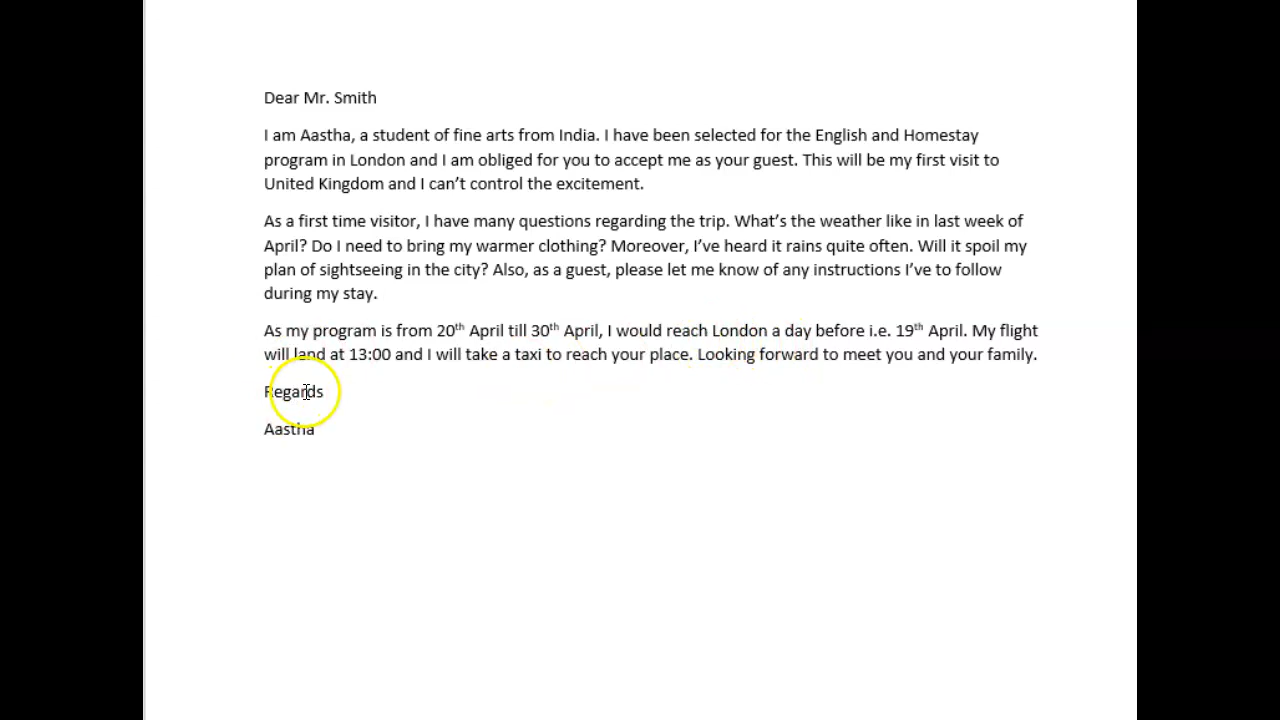 Dear Mr. Smith
I am Aastha, a student of fine arts from India. I have been selected for the English and Homestay
program in London and I am obliged for you to accept me as your guest. This will be my first visit to
United Kingdom and I can’t control the excitement.
As a first time visitor, I have many questions regarding the trip. What’s the weather like in last week of
April? Do I need to bring my warmer clothing? Moreover, I’ve heard it rains quite often. Will it spoil my
plan of sightseeing in the city? Also, as a guest, please let me know of any instructions I’ve to follow
during my stay.
As my program is from 20th April till 30th April, I would reach London a day before i.e. 19th April. My flight
will land at 13:00 and I will take a taxi to reach your place. Looking forward to meet you and your family.
Regards
Aastha